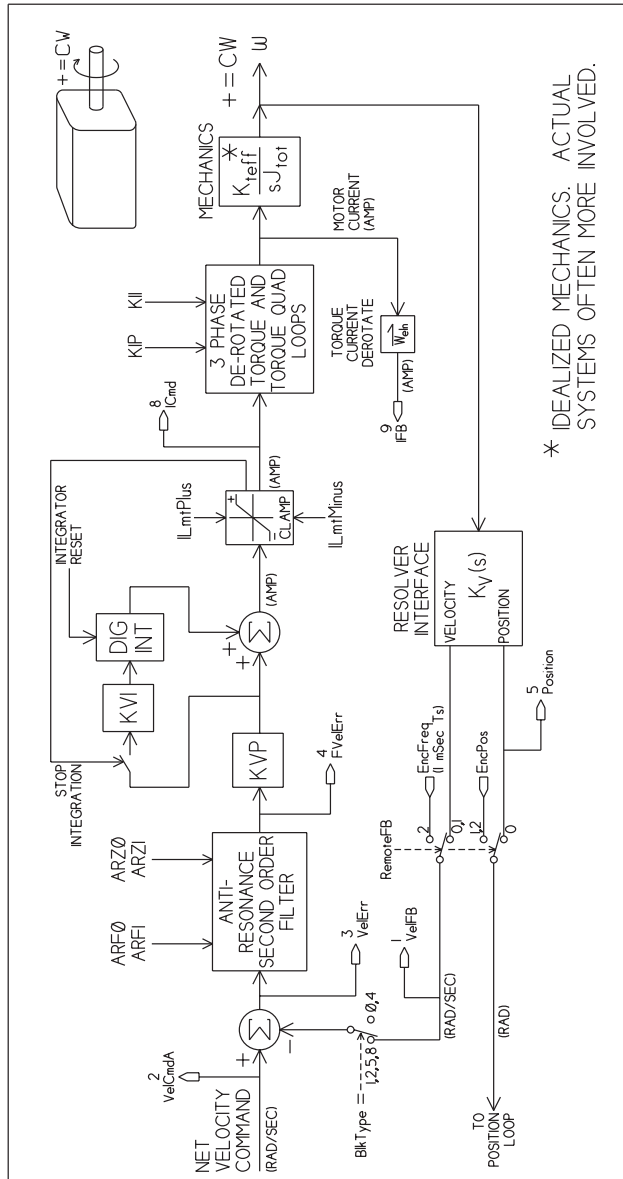 +=CW
NET
VELOCITY
COMMAND
(RAD/SEC)
2
VelCmdA
+
−
Σ
3
VelErr
ARF0
ARF1
ARZ0
ARZ1
ANTI-
RESONANCE
SECOND ORDER
FILTER
4
FVelErr
KVP
STOP
INTEGRATION
KVI
DIG
INT
INTEGRATOR
RESET
+
+
Σ
(AMP)
ILmtPlus
+
−
CLAMP
ILmtMinus
(AMP)
8
ICmd
KIP
KII
3 PHASE
DE-ROTATED
TORQUE AND
TORQUE QUAD
LOOPS
MOTOR
CURRENT
(AMP)
TORQUE
CURRENT
DEROTATE
Weln
(AMP)
9
IFB
MECHANICS
Kteff *
sJtot
+=CW
W
BlkType =
0,4
1,2,5,8
1
VelFB
(RAD/SEC)
(RAD)
TO
POSITION
LOOP
RemoteFB
2
0,1
EncFreq
(1 mSec Ts)
1,2
0
EncPos
5
Position
RESOLVER
INTERFACE
VELOCITY
Kv(s)
POSITION
* IDEALIZED MECHANICS. ACTUAL
SYSTEMS OFTEN MORE INVOLVED.